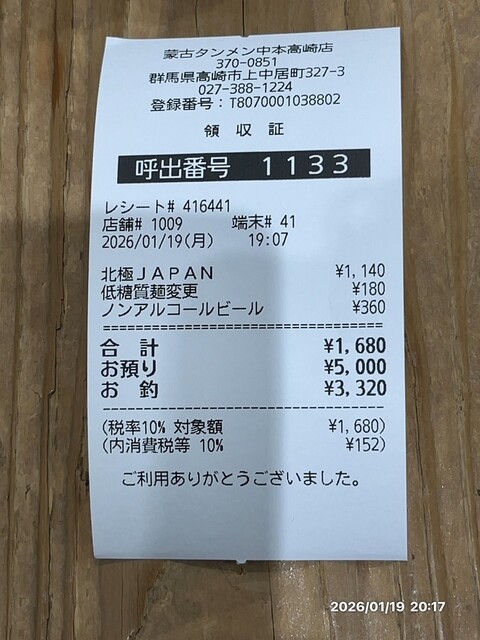 蒙古タンメン中本高崎店
370-0851
群馬県高崎市上中居町327-3
027-388-1224
登録番号：T8070001038802
領 収 証
呼出番号 1133
レシート# 416441
店舗# 1009 端末# 41
2026/01/19(月) 19:07
北極ＪＡＰＡＮ ¥1,140
低糖質麺変更 ¥180
ノンアルコールビール ¥360
合 計 ¥1,680
お預り ¥5,000
お 釣 ¥3,320
(税率10% 対象額 ¥1,680)
(内消費税等 10% ¥152)
ご利用ありがとうございました。
2026/01/19 20:17